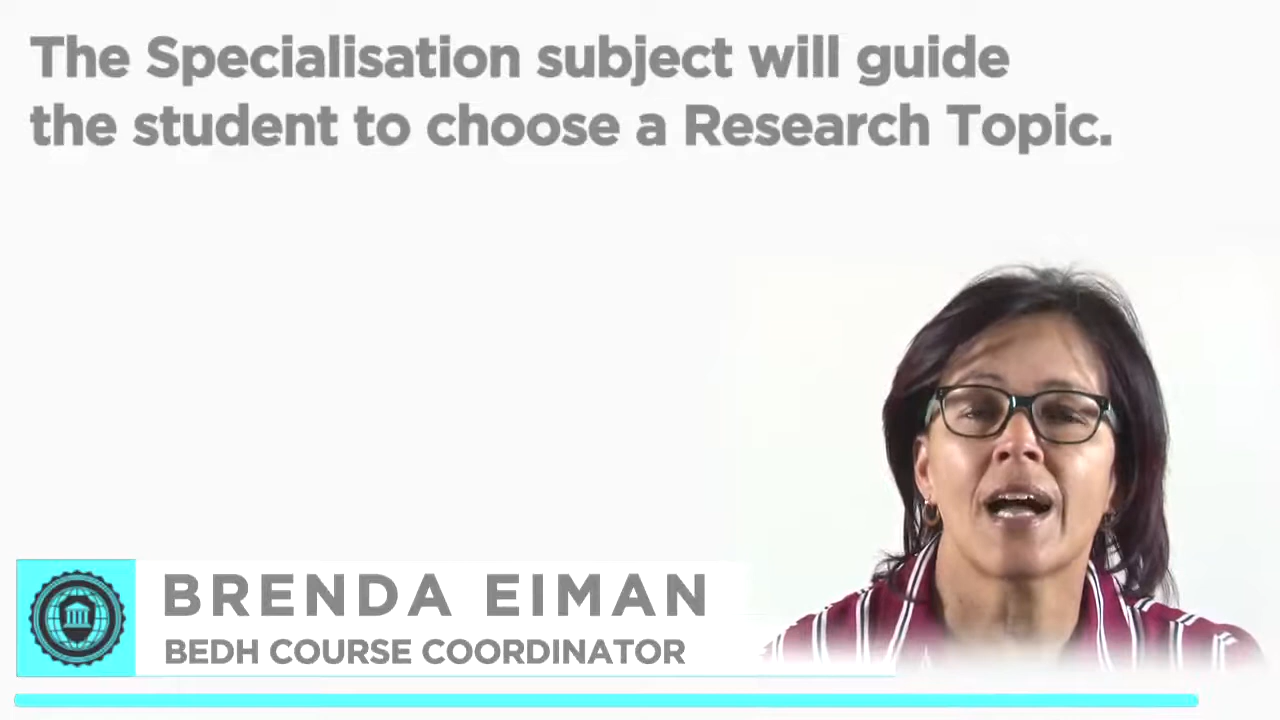 The Specialisation subject will guide
the student to choose a Research Topic.
BRENDA EIMAN
BEDH COURSE COORDINATOR